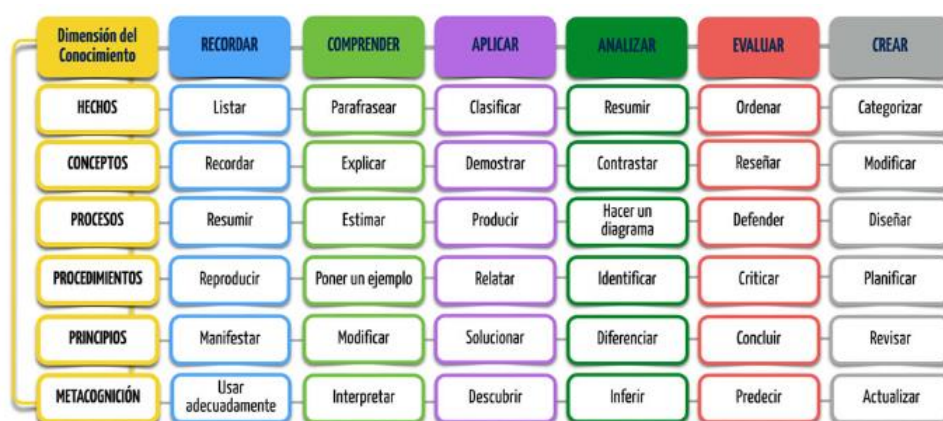 Dimensión del
Conocimiento
RECORDAR
COMPRENDER
APLICAR
ANALIZAR
EVALUAR
CREAR
HECHOS
Listar
Parafrasear
Clasificar
Resumir
Ordenar
Categorizar
CONCEPTOS
Recordar
Explicar
Demostrar
Contrastar
Reseñar
Modificar
PROCESOS
Resumir
Estimar
Producir
Hacer un
diagrama
Defender
Diseñar
PROCEDIMIENTOS
Reproducir
Poner un ejemplo
Relatar
Identificar
Criticar
Planificar
PRINCIPIOS
Manifestar
Modificar
Solucionar
Diferenciar
Concluir
Revisar
METACOGNICIÓN
Usar
adecuadamente
Interpretar
Descubrir
Inferir
Predecir
Actualizar